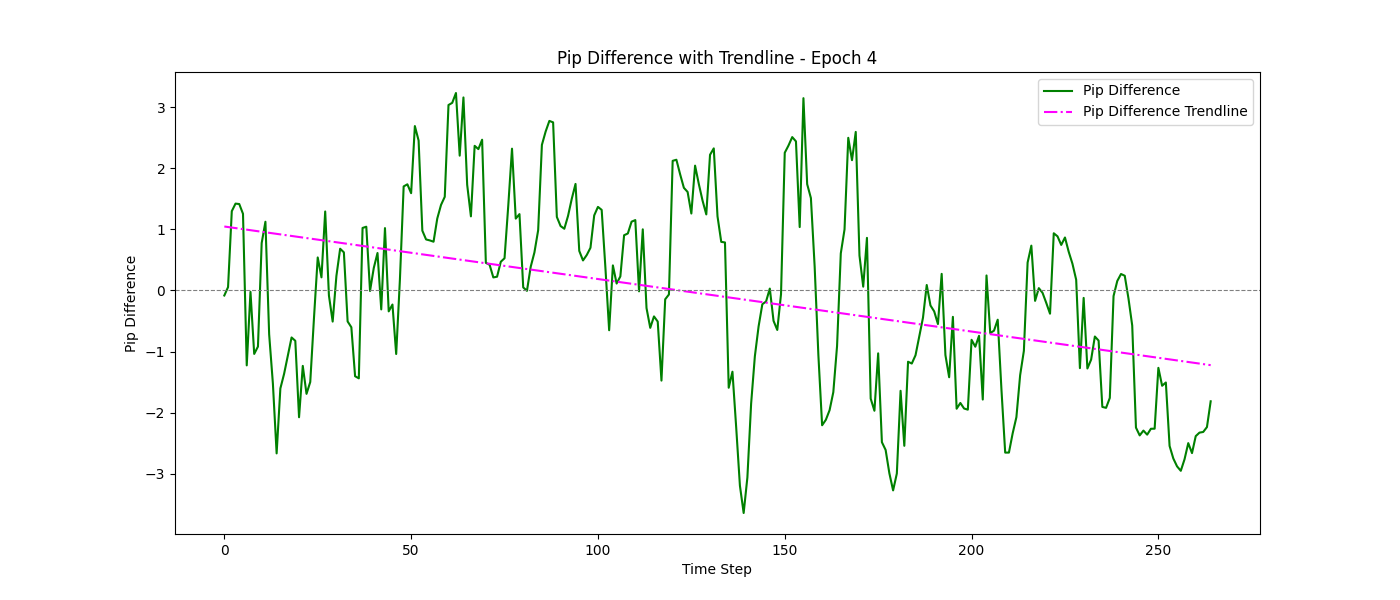 Pip Difference with Trendline - Epoch 4
Pip Difference
Pip Difference Trendline
3
2
1
0
−1
−2
−3
Pip Difference
0
50
100
150
200
250
Time Step